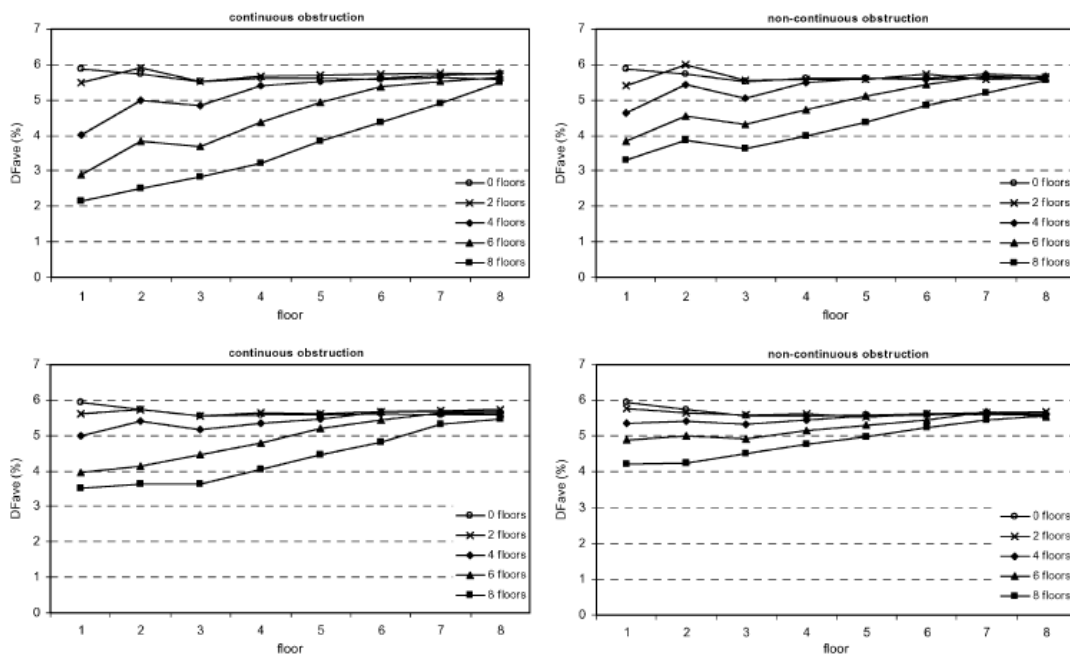 continuous obstruction
7
6
5
4
3
2
1
0
DFave (%)
0 floors
2 floors
4 floors
6 floors
8 floors
1 2 3 4 5 6 7 8
floor
non-continuous obstruction
7
6
5
4
3
2
1
0
DFave (%)
0 floors
2 floors
4 floors
6 floors
8 floors
1 2 3 4 5 6 7 8
floor
continuous obstruction
7
6
5
4
3
2
1
0
DFave (%)
0 floors
2 floors
4 floors
6 floors
8 floors
1 2 3 4 5 6 7 8
floor
non-continuous obstruction
7
6
5
4
3
2
1
0
DFave (%)
0 floors
2 floors
4 floors
6 floors
8 floors
1 2 3 4 5 6 7 8
floor